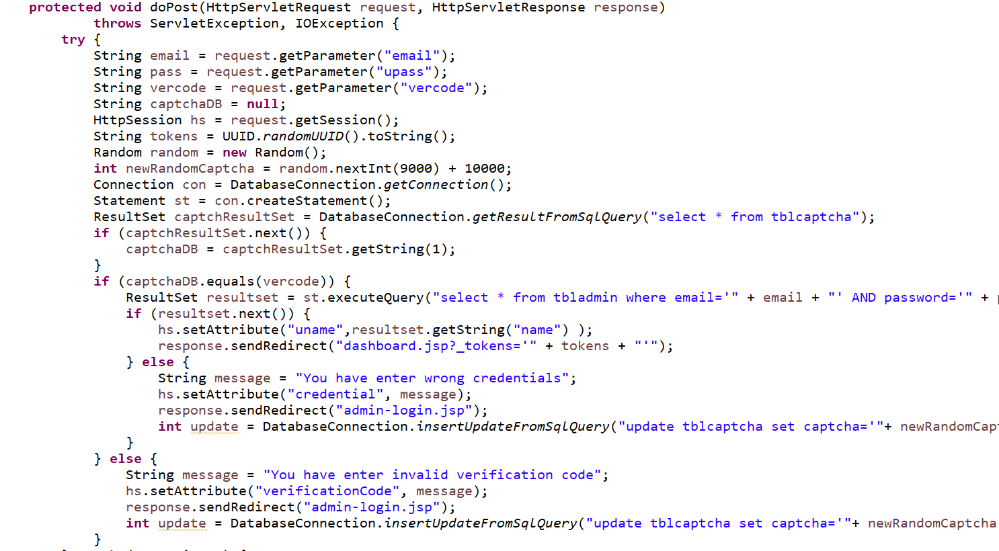 protected void doPost(HttpServletRequest request, HttpServletResponse response)
throws ServletException, IOException {
try {
String email = request.getParameter("email");
String pass = request.getParameter("upass");
String vercode = request.getParameter("vercode");
String captchaDB = null;
HttpSession hs = request.getSession();
String tokens = UUID.randomUUID().toString();
Random random = new Random();
int newRandomCaptcha = random.nextInt(9000) + 10000;
Connection con = DatabaseConnection.getConnection();
Statement st = con.createStatement();
ResultSet captchResultSet = DatabaseConnection.getResultFromSqlQuery("select * from tblcaptcha");
if (captchResultSet.next()) {
captchaDB = captchResultSet.getString(1);
}
if (captchaDB.equals(vercode)) {
ResultSet resultset = st.executeQuery("select * from tbladmin where email='" + email + "' AND password='" +
if (resultset.next()) {
hs.setAttribute("uname",resultset.getString("name") );
response.sendRedirect("dashboard.jsp?_tokens='" + tokens + "'");
} else {
String message = "You have enter wrong credentials";
hs.setAttribute("credential", message);
response.sendRedirect("admin-login.jsp");
int update = DatabaseConnection.insertUpdateFromSqlQuery("update tblcaptcha set captcha='"+ newRandomCap
}
} else {
String message = "You have enter invalid verification code";
hs.setAttribute("verificationCode", message);
response.sendRedirect("admin-login.jsp");
int update = DatabaseConnection.insertUpdateFromSqlQuery("update tblcaptcha set captcha='"+ newRandomCaptcha
}